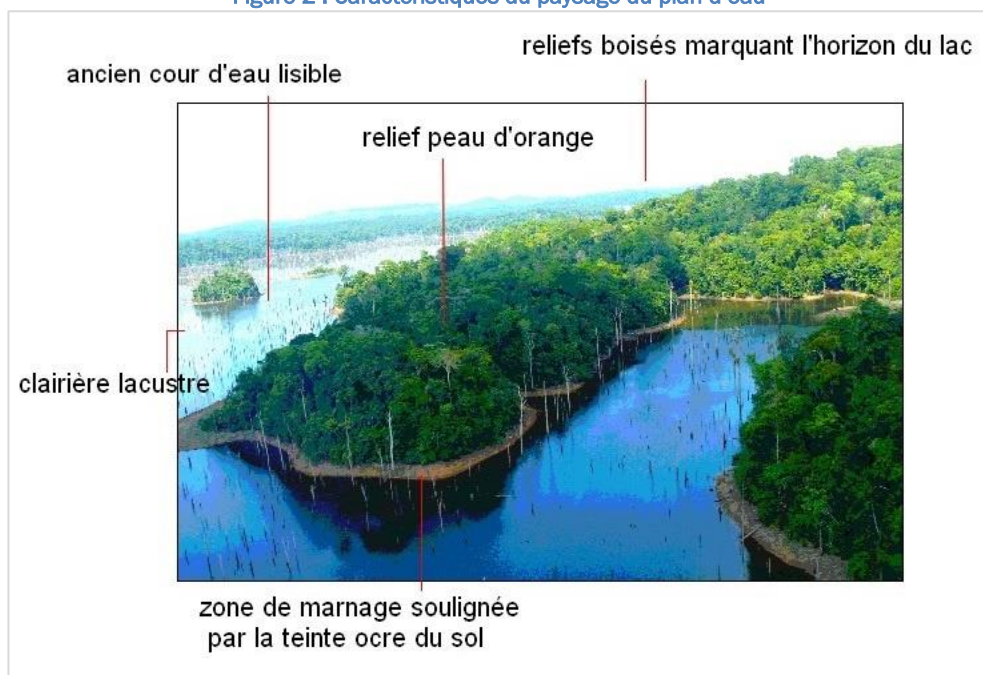 Figure 2 : Caractéristiques du paysage du plan d'eau
reliefs boisés marquant l'horizon du lac
ancien cour d'eau lisible
relief peau d'orange
clairière lacustre
zone de marnage soulignée
par la teinte ocre du sol